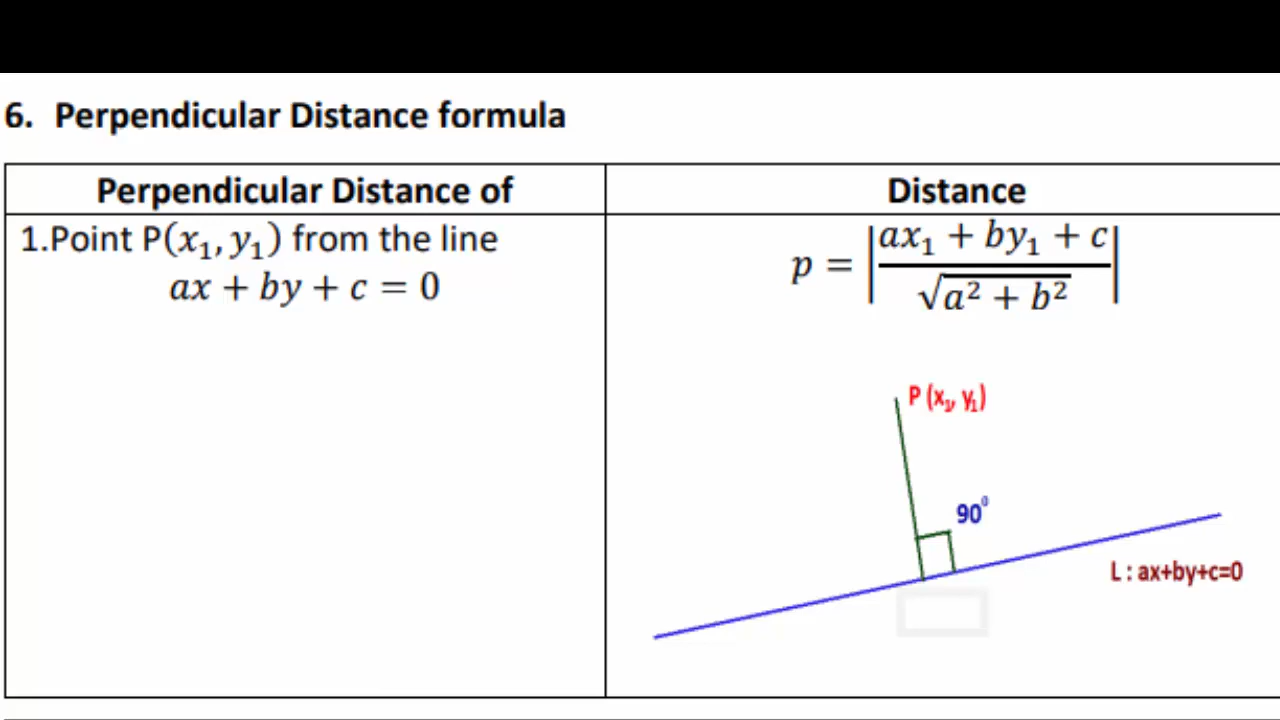 6. Perpendicular Distance formula
Perpendicular Distance of
Distance
1.Point P(x₁, y₁) from the line
ax + by + c = 0
p = |(ax₁ + by₁ + c)/√(a² + b²)|
P (x₁, y₁)
90⁰
L : ax+by+c=0